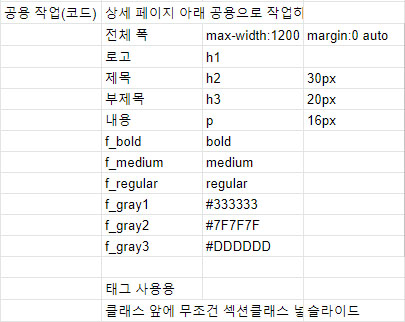 공용 작업(코드) 상세 페이지 아래 공용으로 작업하
전체 폭 max-width:1200 margin:0 auto
로고 h1
제목 h2 30px
부제목 h3 20px
내용 p 16px
f_bold bold
f_medium medium
f_regular regular
f_gray1 #333333
f_gray2 #7F7F7F
f_gray3 #DDDDDD
태그 사용용
클래스 앞에 무조건 섹션클래스 넣 슬라이드